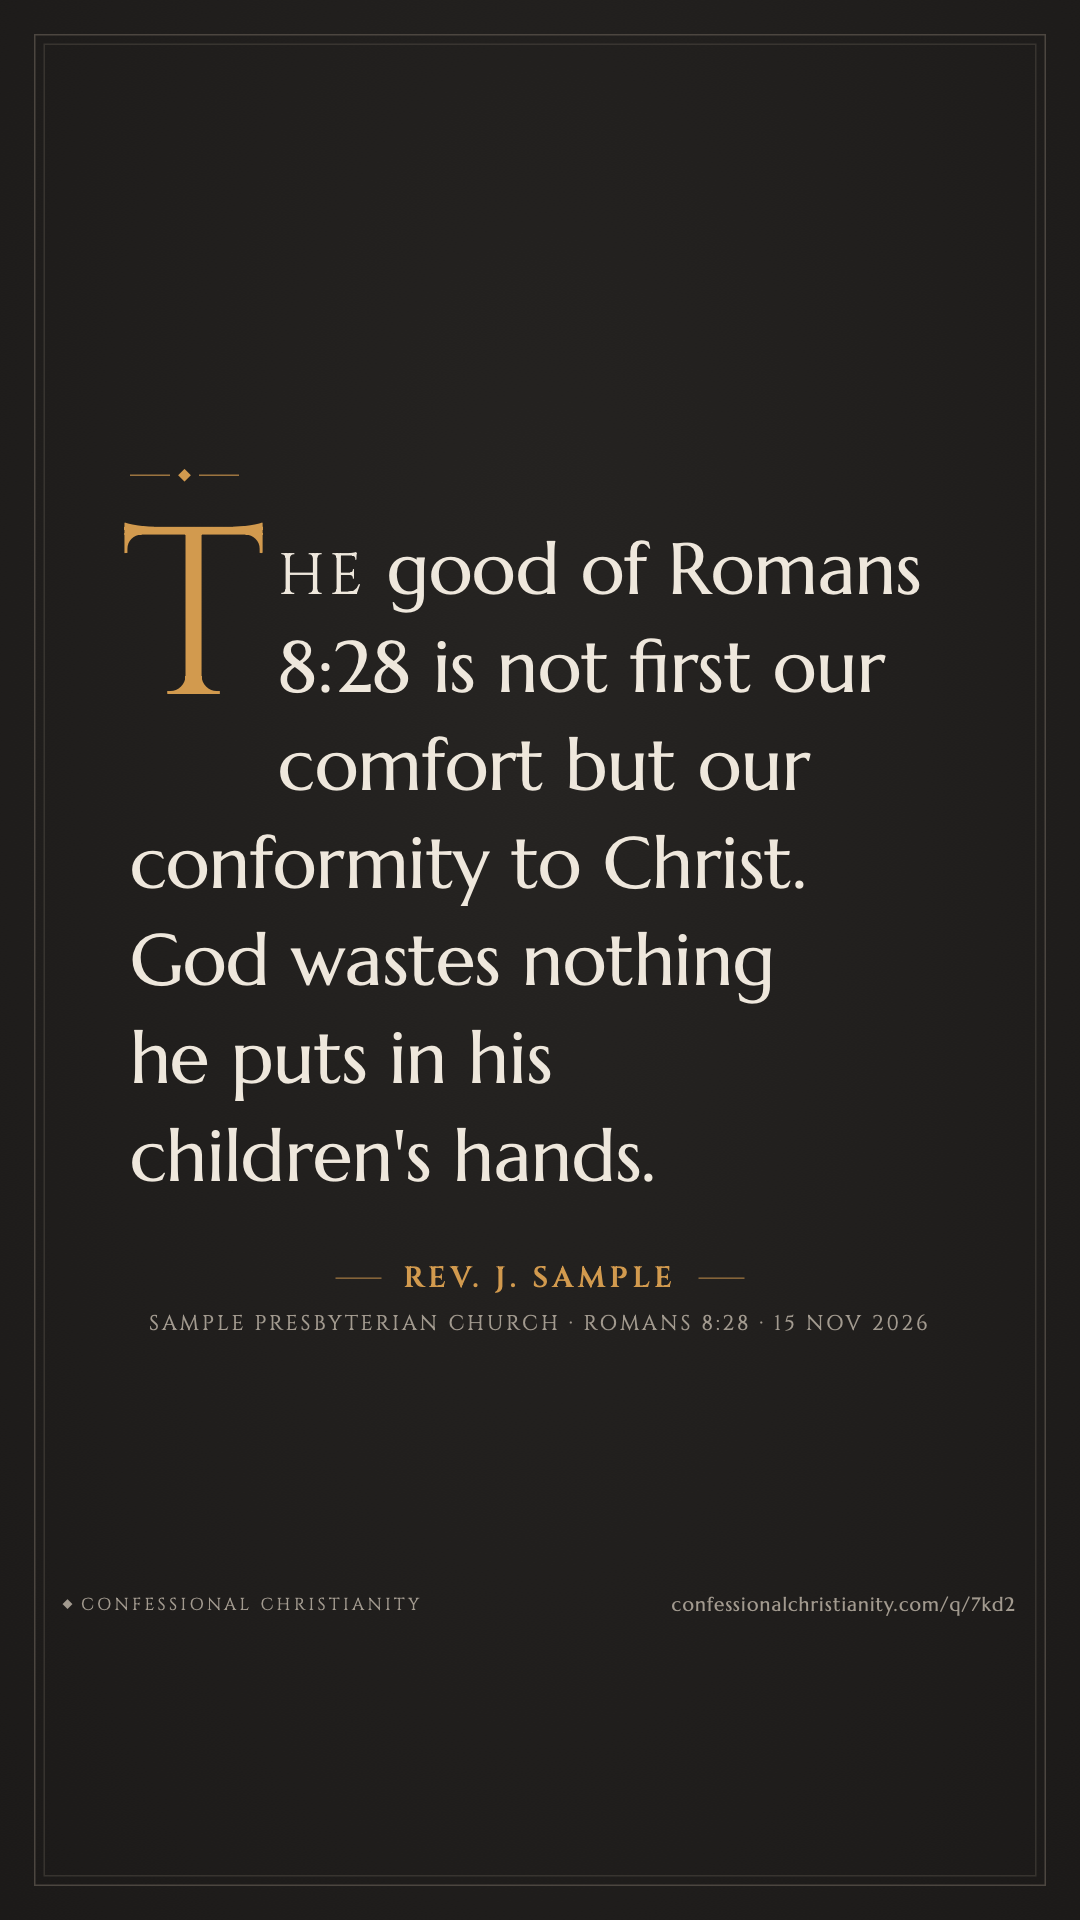 THE good of Romans
8:28 is not first our
comfort but our
conformity to Christ.
God wastes nothing
he puts in his
children's hands.
REV. J. SAMPLE
SAMPLE PRESBYTERIAN CHURCH · ROMANS 8:28 · 15 NOV 2026
CONFESSIONAL CHRISTIANITY
confessionalchristianity.com/q/7kd2